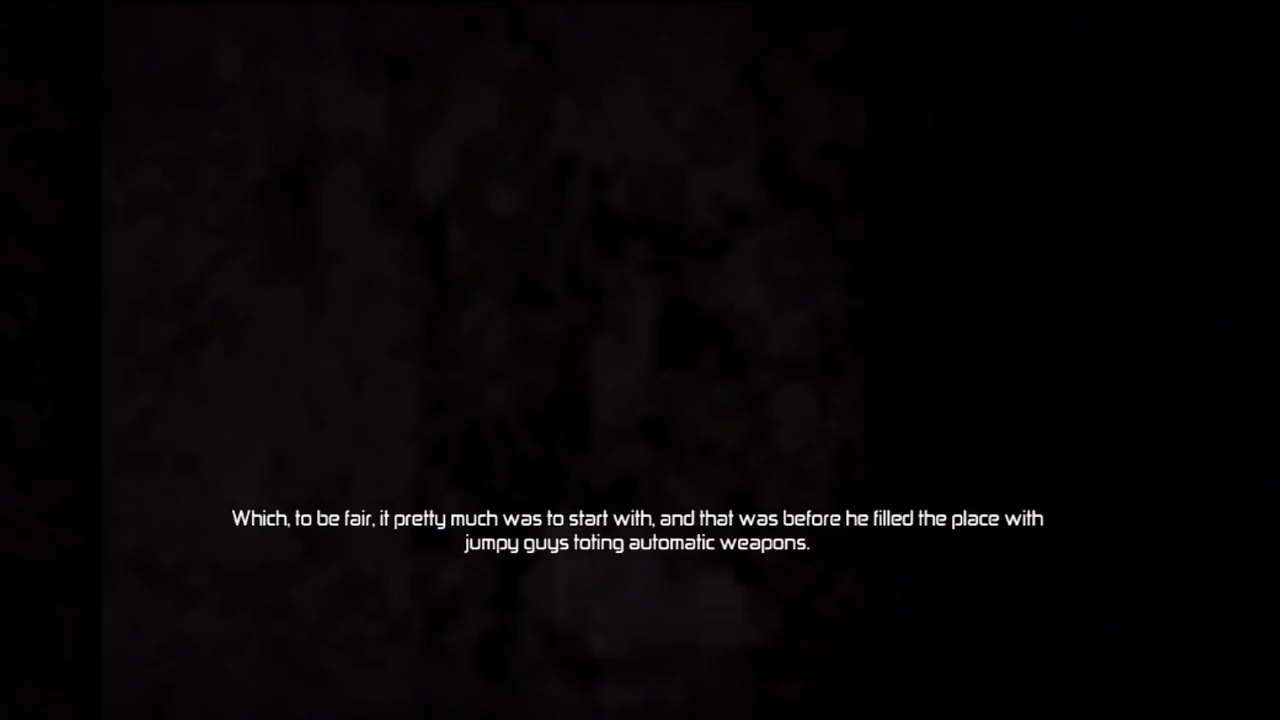 Which, to be fair, it pretty much was to start with, and that was before he filled the place with
jumpy guys toting automatic weapons.